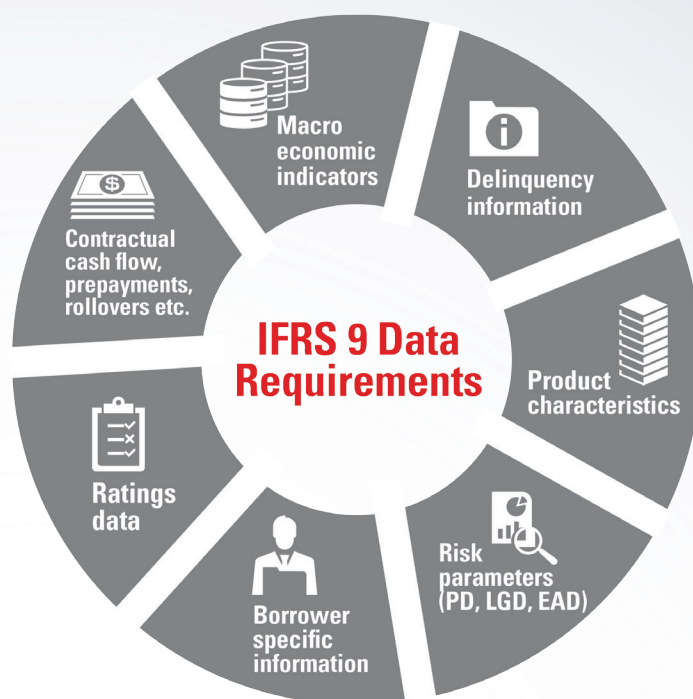 IFRS 9 Data
Requirements
Macro
economic
indicators
Delinquency
information
Product
characteristics
Risk
parameters
(PD, LGD, EAD)
Borrower
specific
information
Ratings
data
Contractual
cash flow,
prepayments,
rollovers etc.